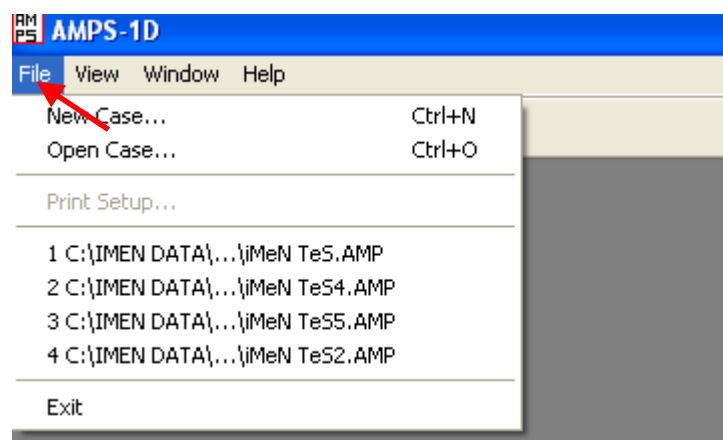 AM
PS AMPS-1D
File View Window Help
New Case... Ctrl+N
Open Case... Ctrl+O
Print Setup...
1 C:\IMEN DATA\...\iMeN TeS.AMP
2 C:\IMEN DATA\...\iMeN TeS4.AMP
3 C:\IMEN DATA\...\iMeN TeS5.AMP
4 C:\IMEN DATA\...\iMeN TeS2.AMP
Exit